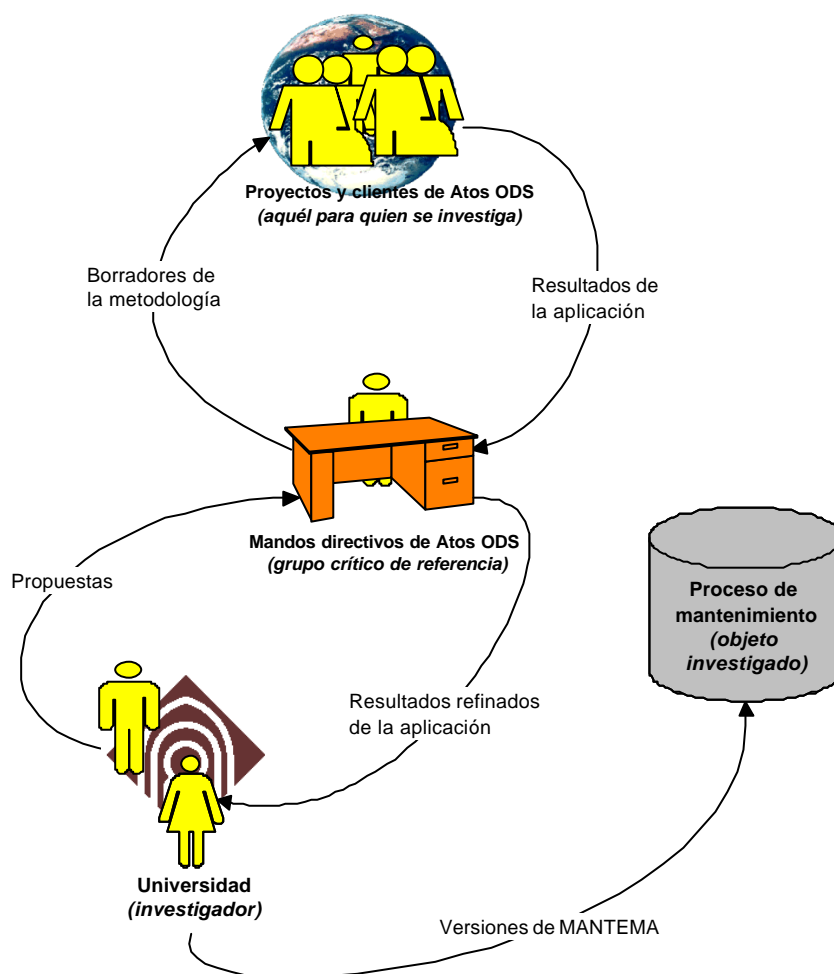 Proyectos y clientes de Atos ODS
(aquél para quien se investiga)
Borradores de
la metodología
Resultados de
la aplicación
Mandos directivos de Atos ODS
(grupo crítico de referencia)
Propuestas
Proceso de
mantenimiento
(objeto
investigado)
Resultados refinados
de la aplicación
Universidad
(investigador)
Versiones de MANTEMA